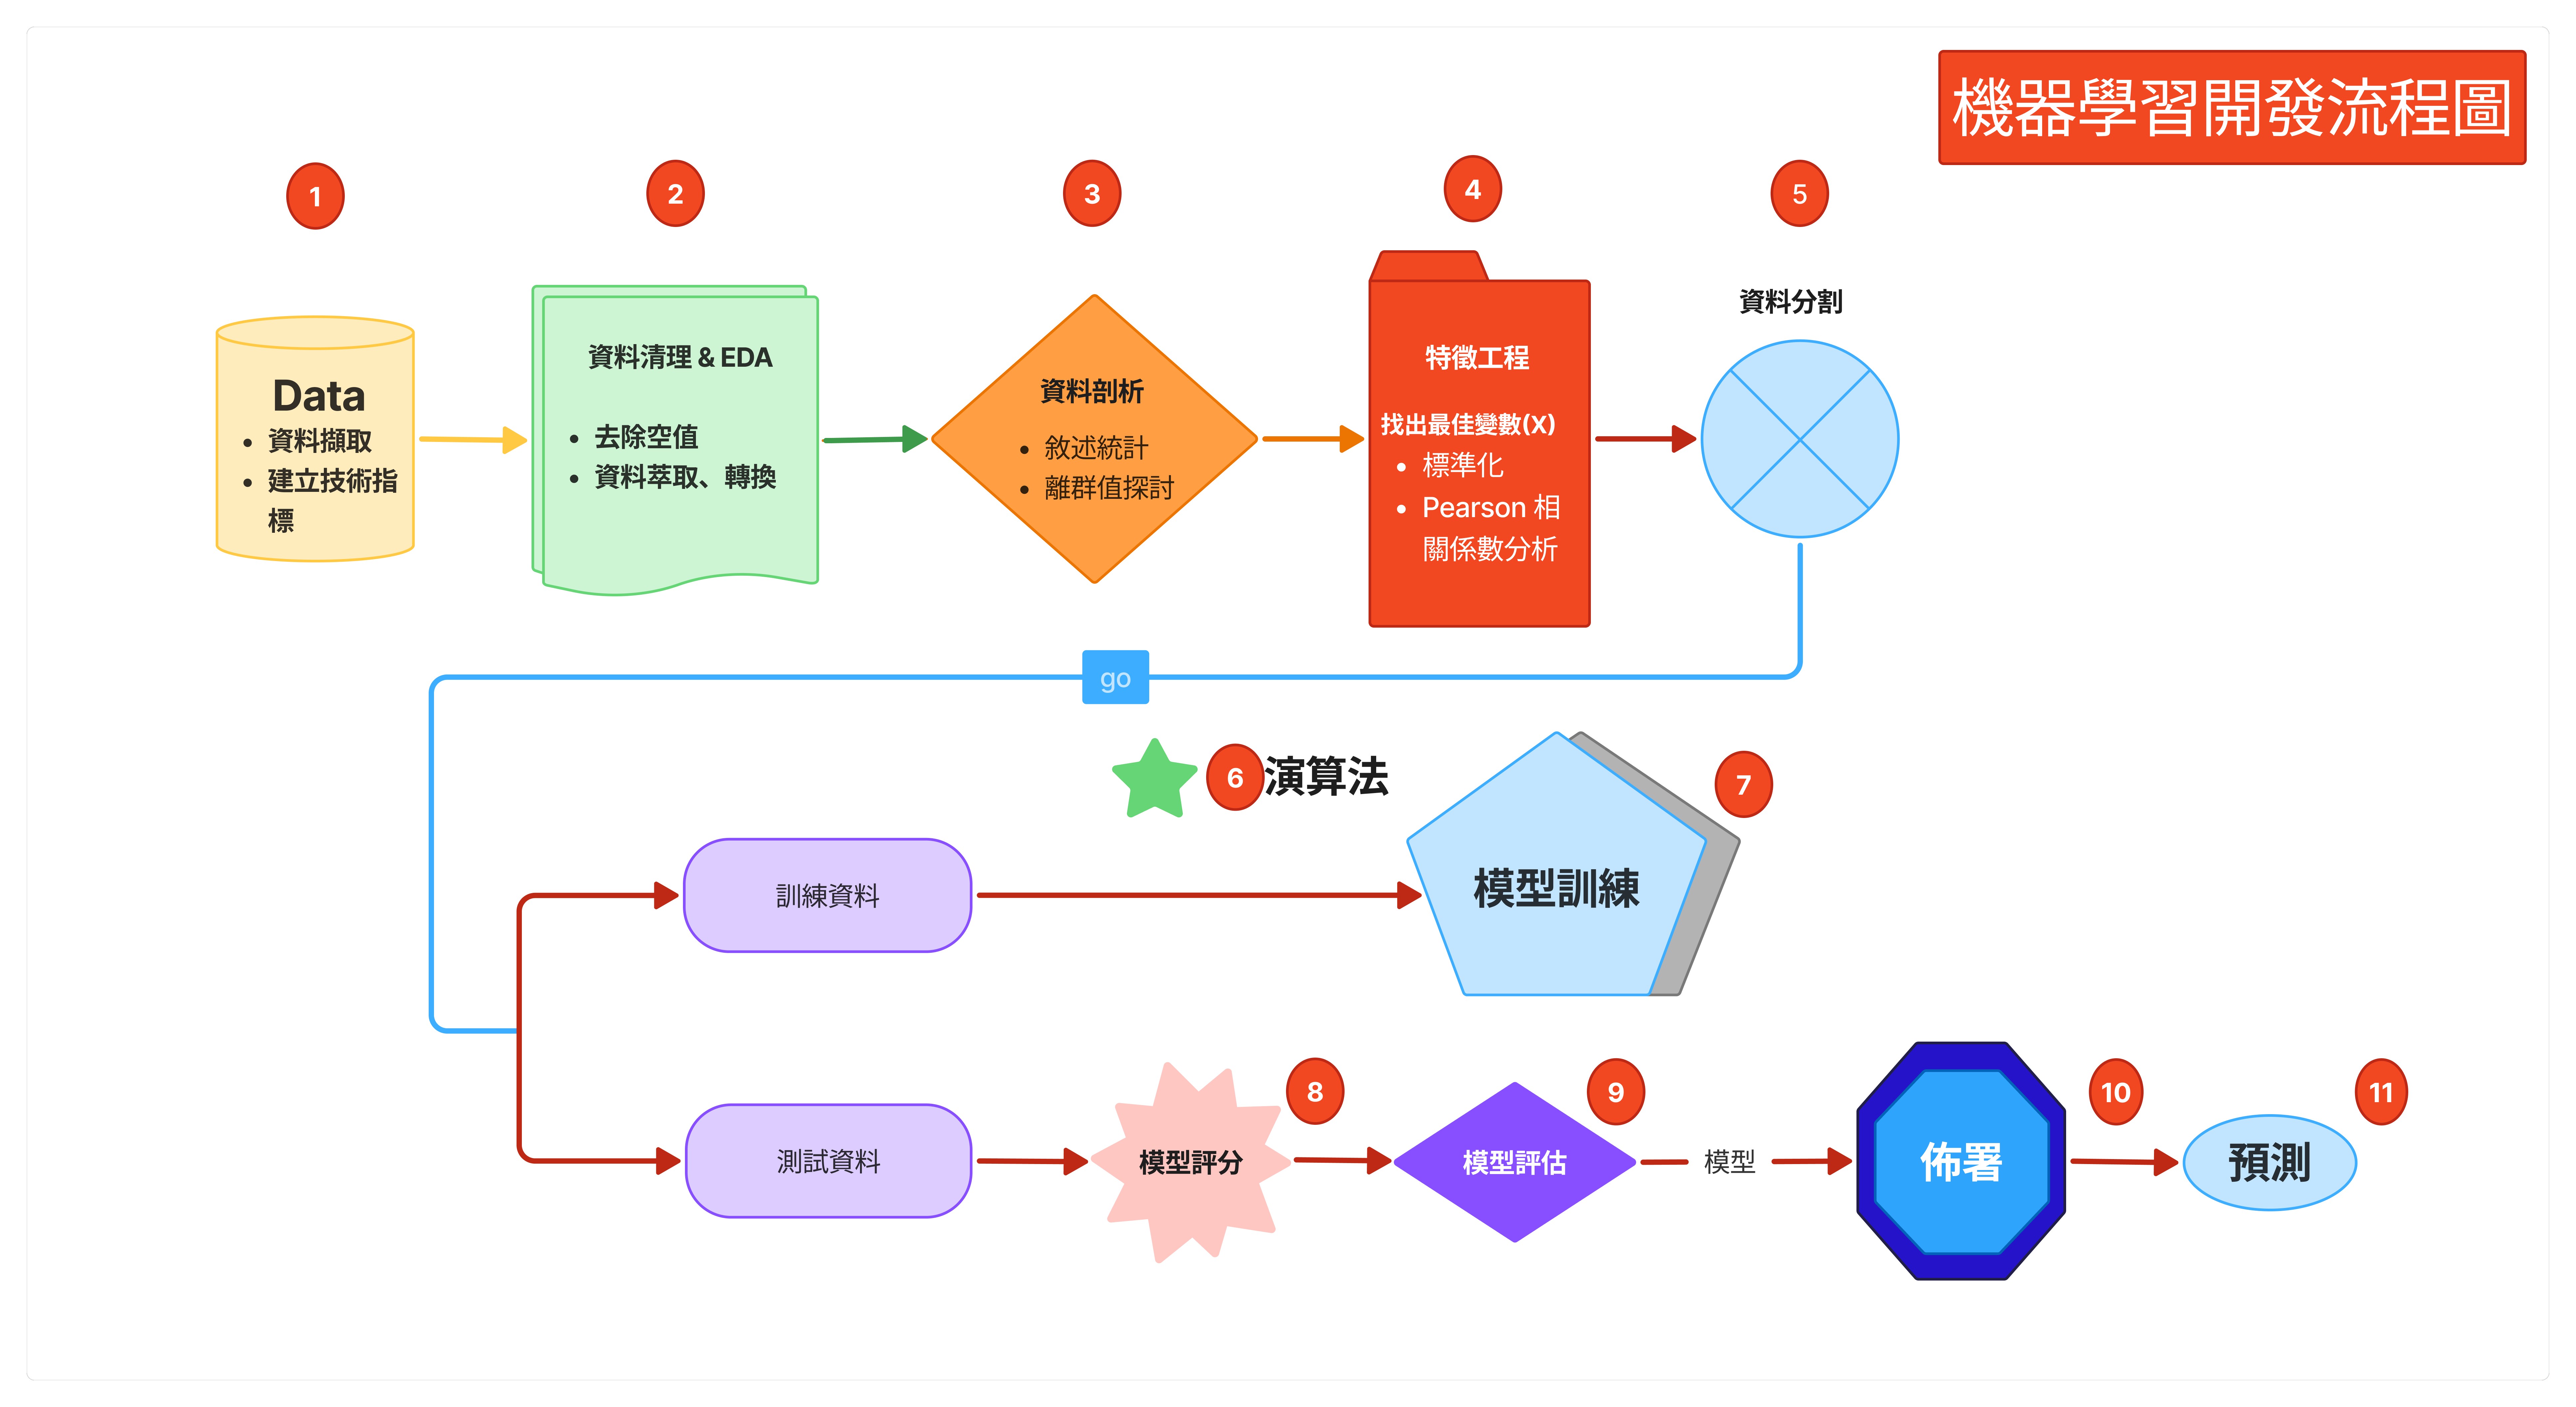 機器學習開發流程圖
1
2
3
4
5
Data
• 資料擷取
• 建立技術指
標
資料清理 & EDA
• 去除空值
• 資料萃取、轉換
資料剖析
• 敘述統計
• 離群值探討
特徵工程
找出最佳變數(X)
• 標準化
• Pearson 相
關係數分析
資料分割
go
6
演算法
7
訓練資料
模型訓練
測試資料
8
模型評分
9
模型評估
模型
10
佈署
11
預測